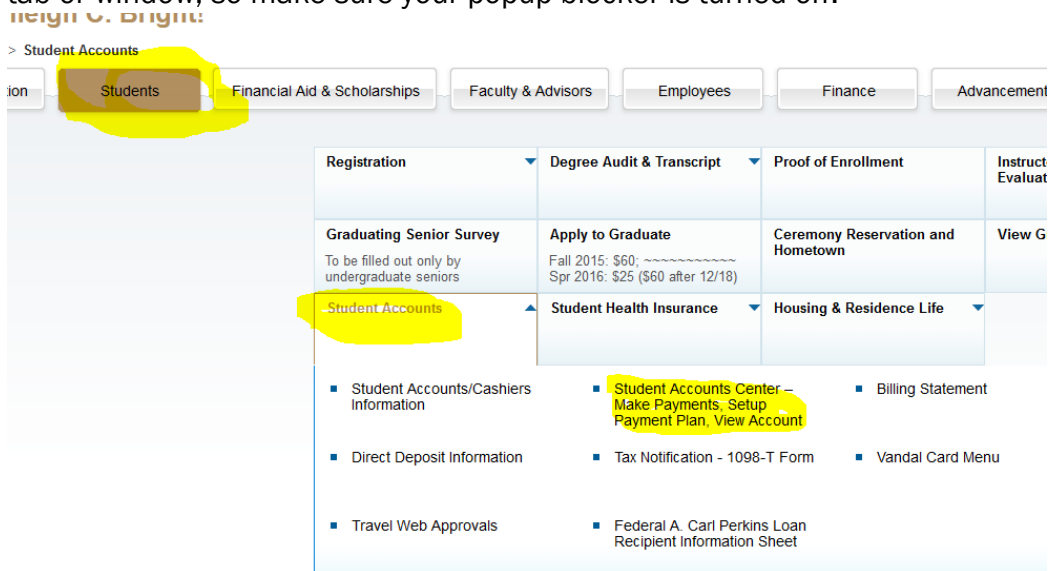 tab or window, so make sure your popup blocker is turned off.
heigh C. Bright!
> Student Accounts
tion Students Financial Aid & Scholarships Faculty & Advisors Employees Finance Advancement
Registration Degree Audit & Transcript Proof of Enrollment Instruct
Evaluat
Graduating Senior Survey Apply to Graduate Ceremony Reservation and View G
Hometown
To be filled out only by Fall 2015: $60; ~~~~~~~~~~~
undergraduate seniors Spr 2016: $25 ($60 after 12/18)
Student Accounts Student Health Insurance Housing & Residence Life
Student Accounts/Cashiers Student Accounts Center – Billing Statement
Information Make Payments, Setup
Payment Plan, View Account
Direct Deposit Information Tax Notification - 1098-T Form Vandal Card Menu
Travel Web Approvals Federal A. Carl Perkins Loan
Recipient Information Sheet